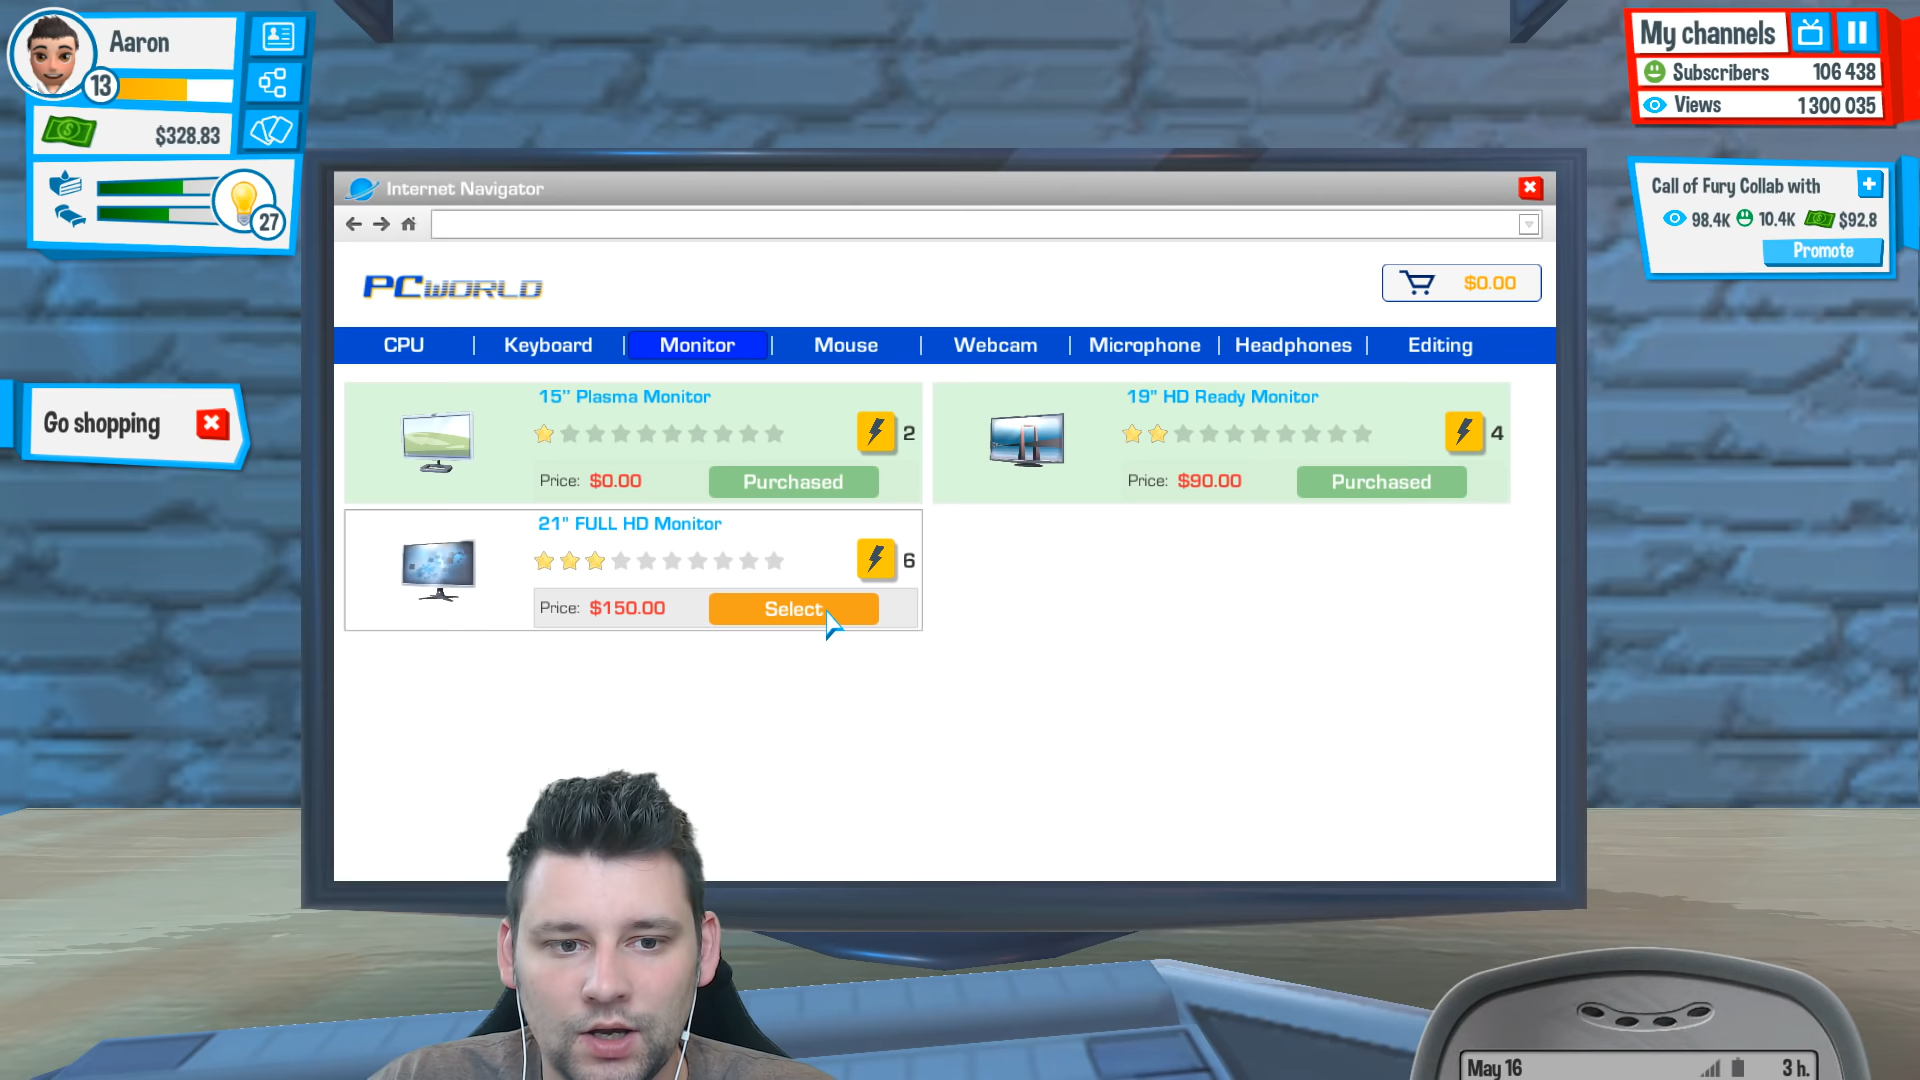 Aaron
13
$328.83
27
My channels
Subscribers 106 438
Views 1 300 035
Call of Fury Collab with
98.4K 10.4K $92.8
Promote
Go shopping
Internet Navigator
PCWORLD
$0.00
CPU | Keyboard | Monitor | Mouse | Webcam | Microphone | Headphones | Editing
15'' Plasma Monitor
2
Price: $0.00 Purchased
19" HD Ready Monitor
4
Price: $90.00 Purchased
21" FULL HD Monitor
6
Price: $150.00 Select
May 16 3 h.